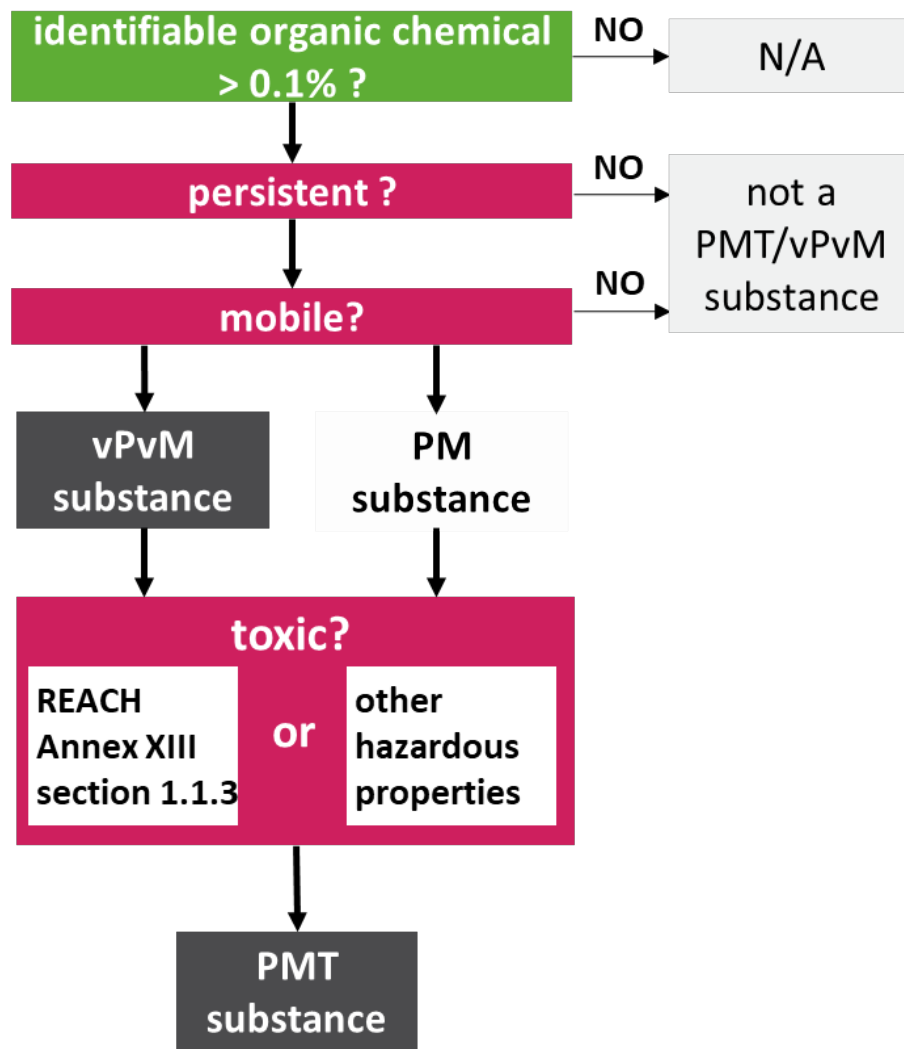 identifiable organic chemical
> 0.1% ?
NO
N/A
persistent ?
NO
not a
PMT/vPvM
substance
mobile?
NO
vPvM
substance
PM
substance
toxic?
REACH
Annex XIII
section 1.1.3
or
other
hazardous
properties
PMT
substance